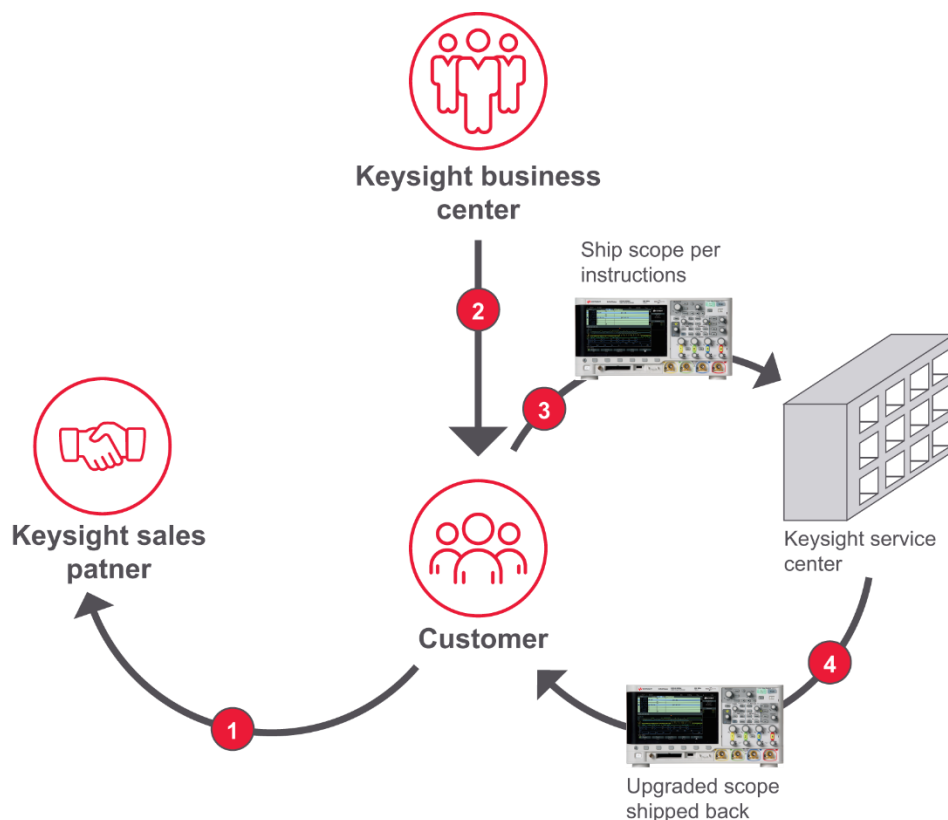 Keysight business
center
2
Ship scope per
instructions
3
Keysight sales
patner
Customer
Keysight service
center
1
4
Upgraded scope
shipped back